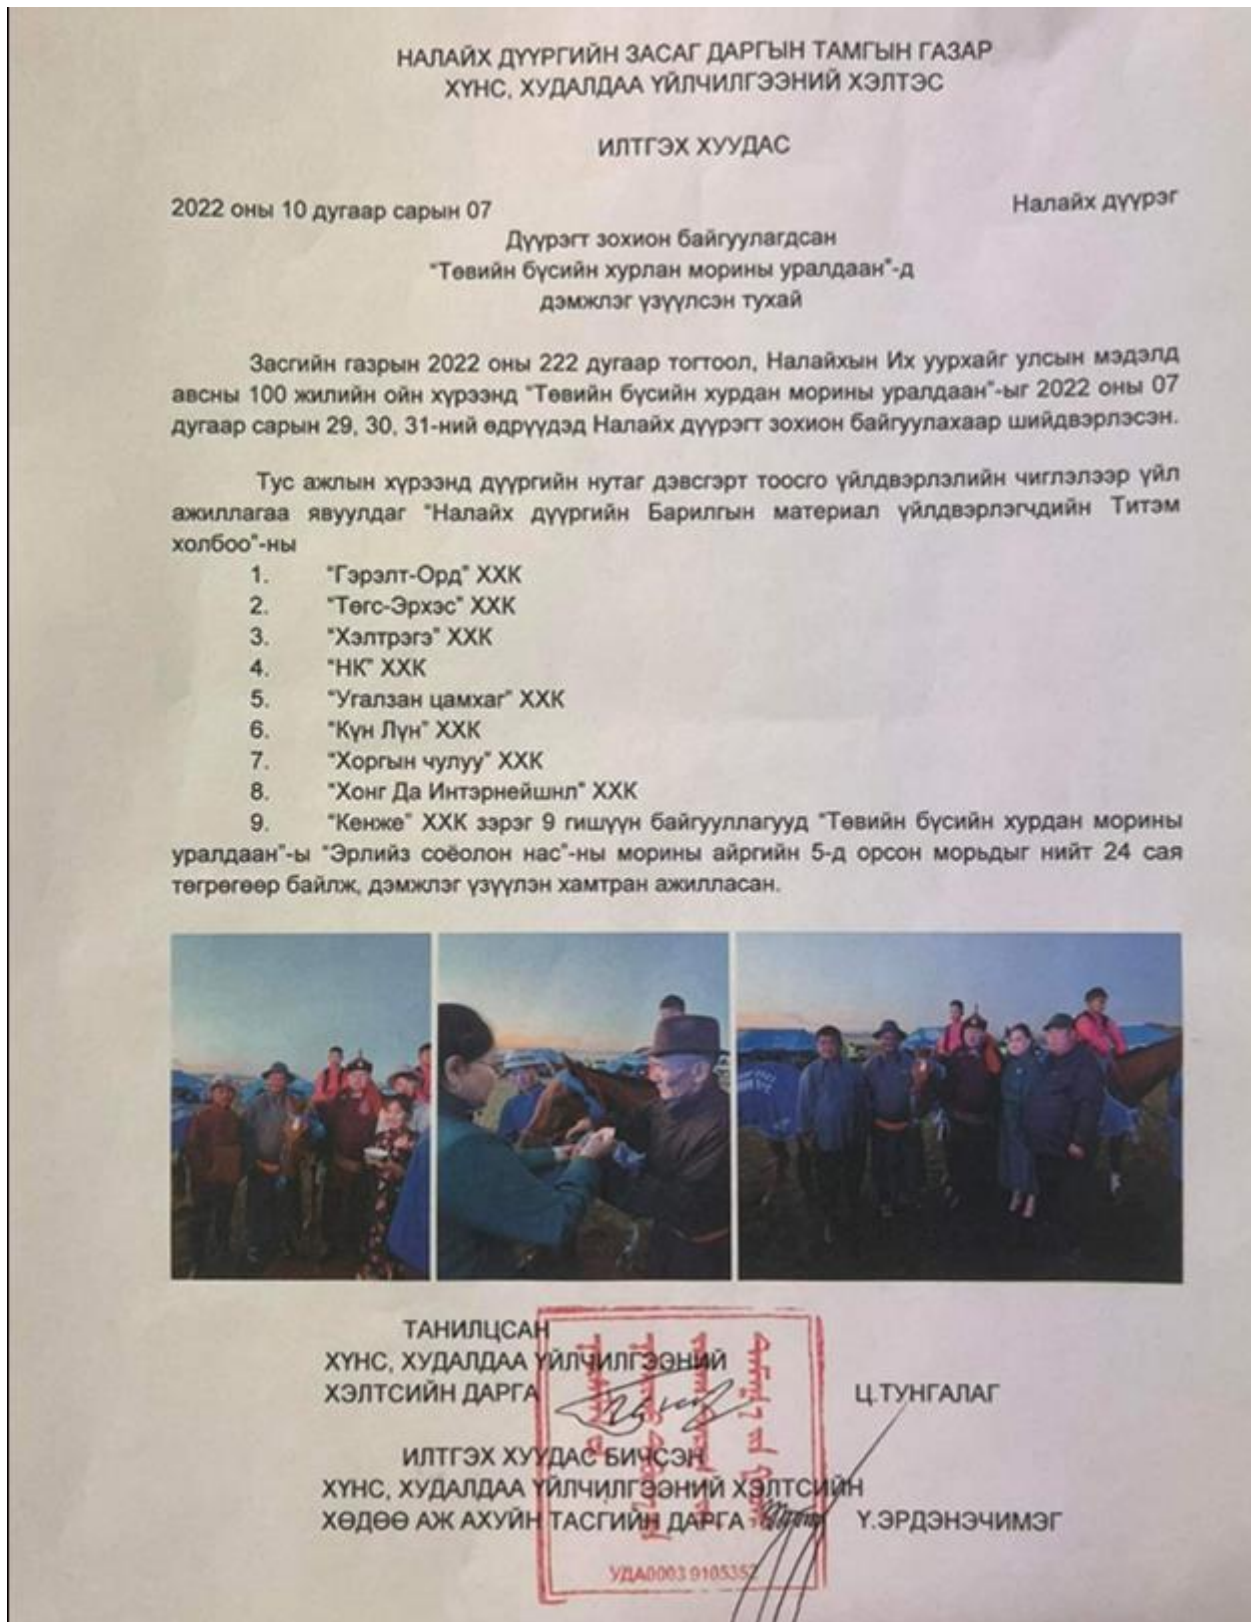 НАЛАЙХ ДҮҮРГИЙН ЗАСАГ ДАРГЫН ТАМГЫН ГАЗАР
ХҮНС, ХУДАЛДАА ҮЙЛЧИЛГЭЭНИЙ ХЭЛТЭС
ИЛТГЭХ ХУУДАС
2022 оны 10 дугаар сарын 07
Налайх дүүрэг
Дүүрэгт зохион байгуулагдсан
"Төвийн бүсийн хурлан морины уралдаан"-д
дэмжлэг үзүүлсэн тухай
Засгийн газрын 2022 оны 222 дугаар тогтоол, Налайхын Их уурхайг улсын мэдэлд
авсны 100 жилийн ойн хүрээнд "Төвийн бүсийн хурдан морины уралдаан"-ыг 2022 оны 07
дугаар сарын 29, 30, 31-ний өдрүүдэд Налайх дүүрэгт зохион байгуулахаар шийдвэрлэсэн.
Тус ажлын хүрээнд дүүргийн нутаг дэвсгэрт тоосго үйлдвэрлэлийн чиглэлээр үйл
ажиллагаа явуулдаг "Налайх дүүргийн Барилгын материал үйлдвэрлэгчдийн Титэм
холбоо"-ны
1. "Гэрэлт-Орд" ХХК
2. "Төгс-Эрхэс" ХХК
3. "Хэлтрэгэ" ХХК
4. "НК" ХХК
5. "Угалзан цамхаг" ХХК
6. "Күн Лүн" ХХК
7. "Хоргын чулуу" ХХК
8. "Хонг Да Интэрнейшнл" ХХК
9. "Кенже" ХХК зэрэг 9 гишүүн байгууллагууд "Төвийн бүсийн хурдан морины
уралдаан"-ы "Эрлийз соёолон нас"-ны морины айргийн 5-д орсон морьдыг нийт 24 сая
төгрөгөөр байлж, дэмжлэг үзүүлэн хамтран ажилласан.
ТАНИЛЦСАН
ХҮНС, ХУДАЛДАА ҮЙЛЧИЛГЭЭНИЙ
ХЭЛТСИЙН ДАРГА Ц.ТУНГАЛАГ
ИЛТГЭХ ХУУДАС БИЧСЭН
ХҮНС, ХУДАЛДАА ҮЙЛЧИЛГЭЭНИЙ ХЭЛТСИЙН
ХӨДӨӨ АЖ АХУЙН ТАСГИЙН ДАРГА Ү.ЭРДЭНЭЧИМЭГ
УДА0003 9105352